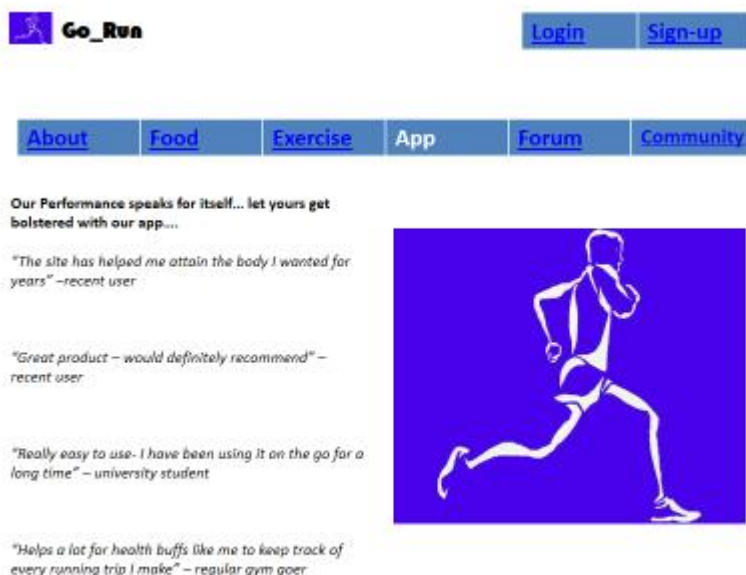 Go_Run
Login Sign-up
About Food Exercise App Forum Community
Our Performance speaks for itself... let yours get
bolstered with our app....
“The site has helped me attain the body I wanted for
years” –recent user
“Great product – would definitely recommend” –
recent user
“Really easy to use- I have been using it on the go for a
long time” – university student
“Helps a lot for health buffs like me to keep track of
every running trip I make” – regular gym goer